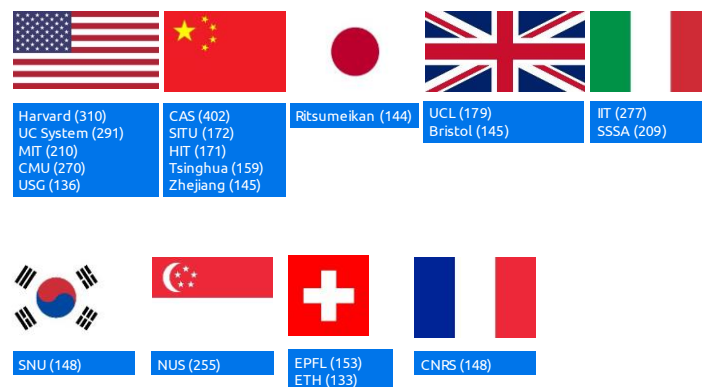 Harvard (310)
UC System (291)
MIT (210)
CMU (270)
USG (136)
CAS (402)
SITU (172)
HIT (171)
Tsinghua (159)
Zhejiang (145)
Ritsumeikan (144)
UCL (179)
Bristol (145)
IIT (277)
SSSA (209)
SNU (148)
NUS (255)
EPFL (153)
ETH (133)
CNRS (148)